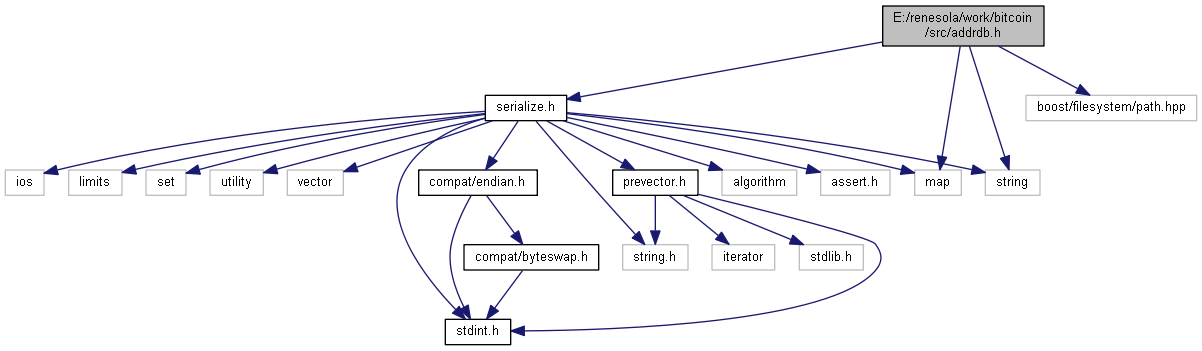 E:/renesola/work/bitcoin
/src/addrdb.h
serialize.h
boost/filesystem/path.hpp
ios
limits
set
utility
vector
compat/endian.h
prevector.h
algorithm
assert.h
map
string
compat/byteswap.h
string.h
iterator
stdlib.h
stdint.h